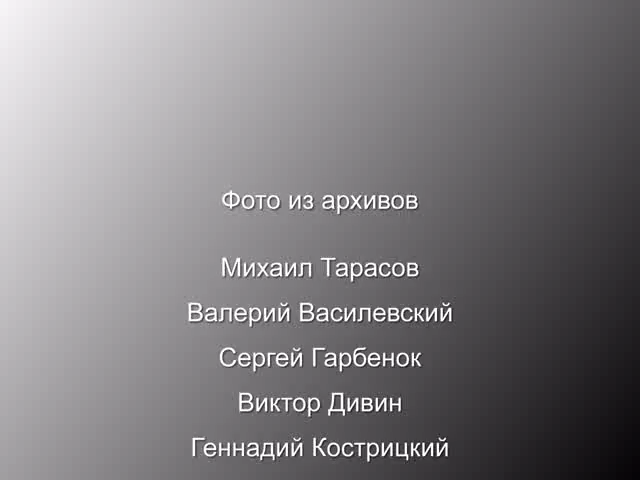 Фото из архивов
Михаил Тарасов
Валерий Василевский
Сергей Гарбенок
Виктор Дивин
Геннадий Кострицкий